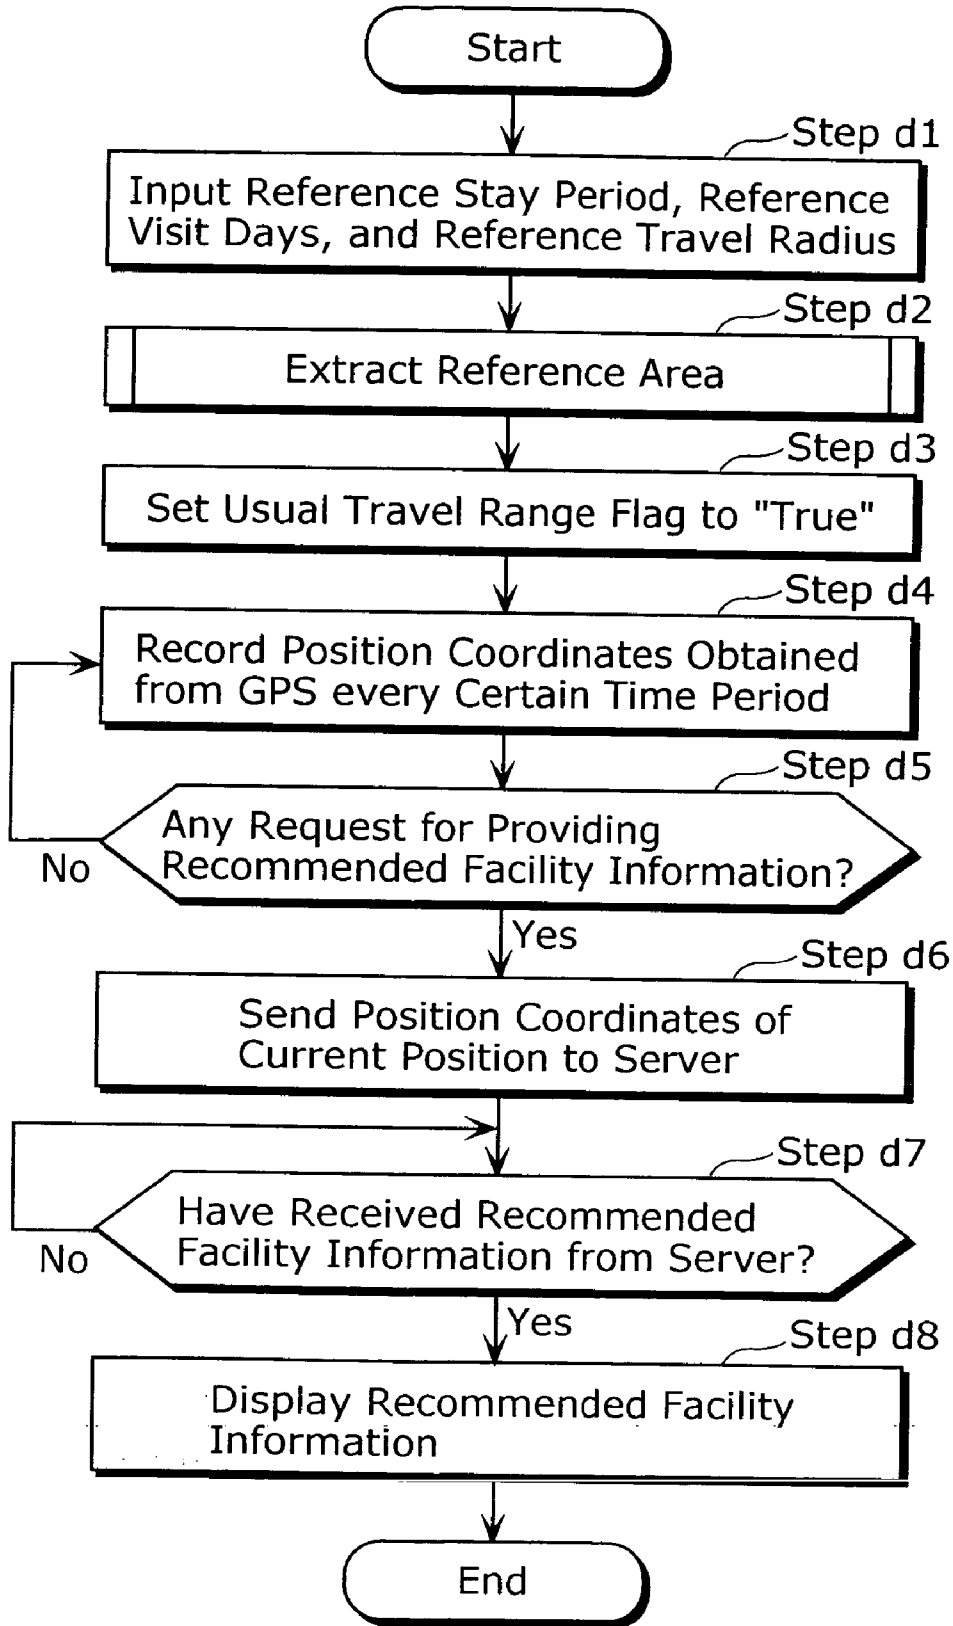 Start
Step d1
Input Reference Stay Period, Reference
Visit Days, and Reference Travel Radius
Step d2
Extract Reference Area
Step d3
Set Usual Travel Range Flag to "True"
Step d4
Record Position Coordinates Obtained
from GPS every Certain Time Period
Step d5
Any Request for Providing
Recommended Facility Information?
No
Yes
Step d6
Send Position Coordinates of
Current Position to Server
Step d7
Have Received Recommended
Facility Information from Server?
No
Yes
Step d8
Display Recommended Facility
Information
End